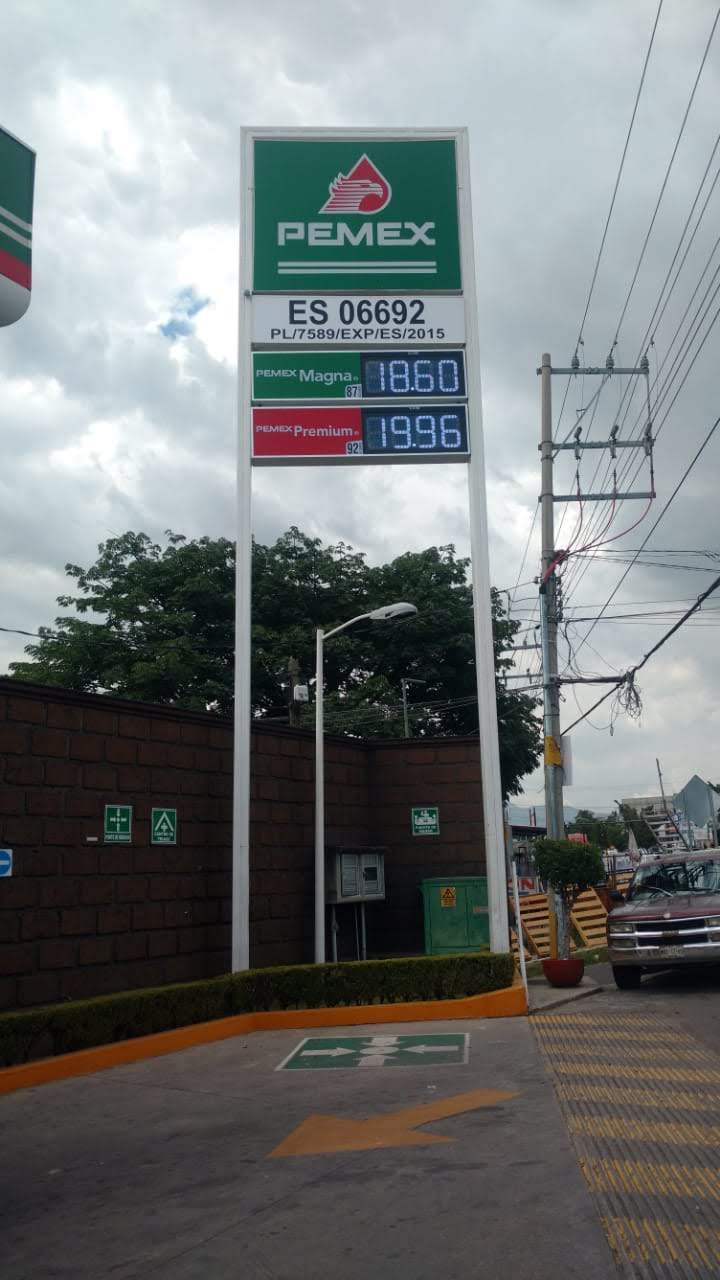 PEMEX
ES 06692
PL/7589/EXP/ES/2015
PEMEX Magna 87 18.60
PEMEX Premium 92 19.96